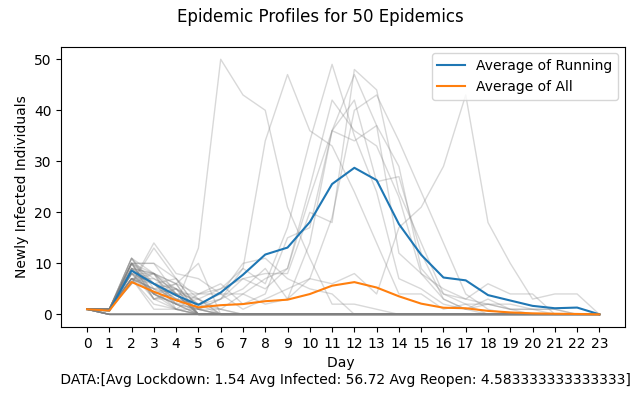 Epidemic Profiles for 50 Epidemics
Newly Infected Individuals
50
40
30
20
10
0
Average of Running
Average of All
0 1 2 3 4 5 6 7 8 9 10 11 12 13 14 15 16 17 18 19 20 21 22 23
Day
DATA:[Avg Lockdown: 1.54 Avg Infected: 56.72 Avg Reopen: 4.583333333333333]